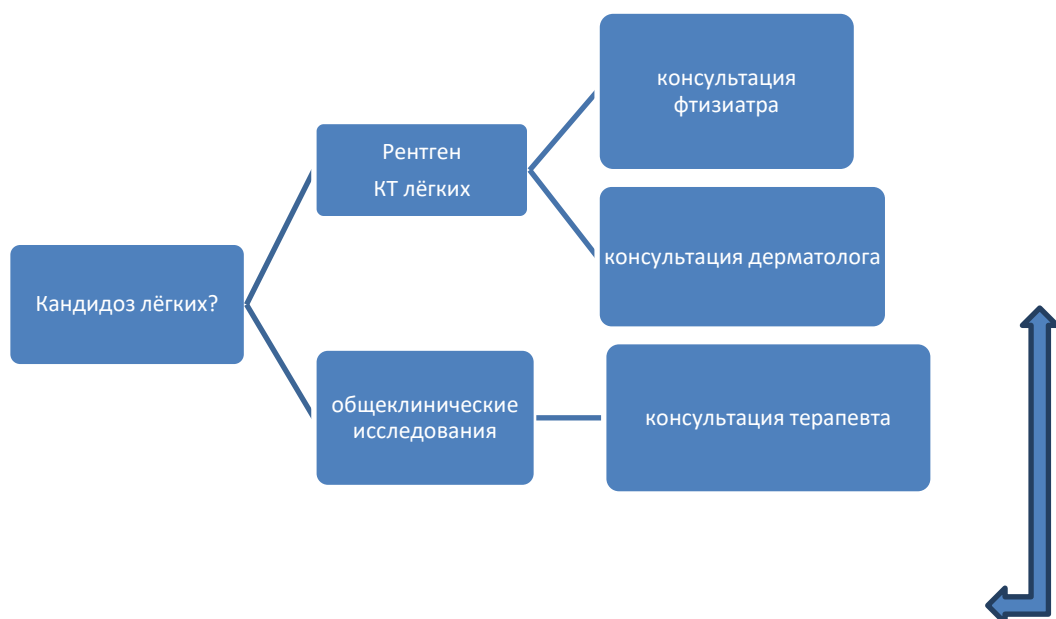 Кандидоз лёгких?
Рентген
КТ лёгких
консультация
фтизиатра
консультация дерматолога
общеклинические
исследования
консультация терапевта